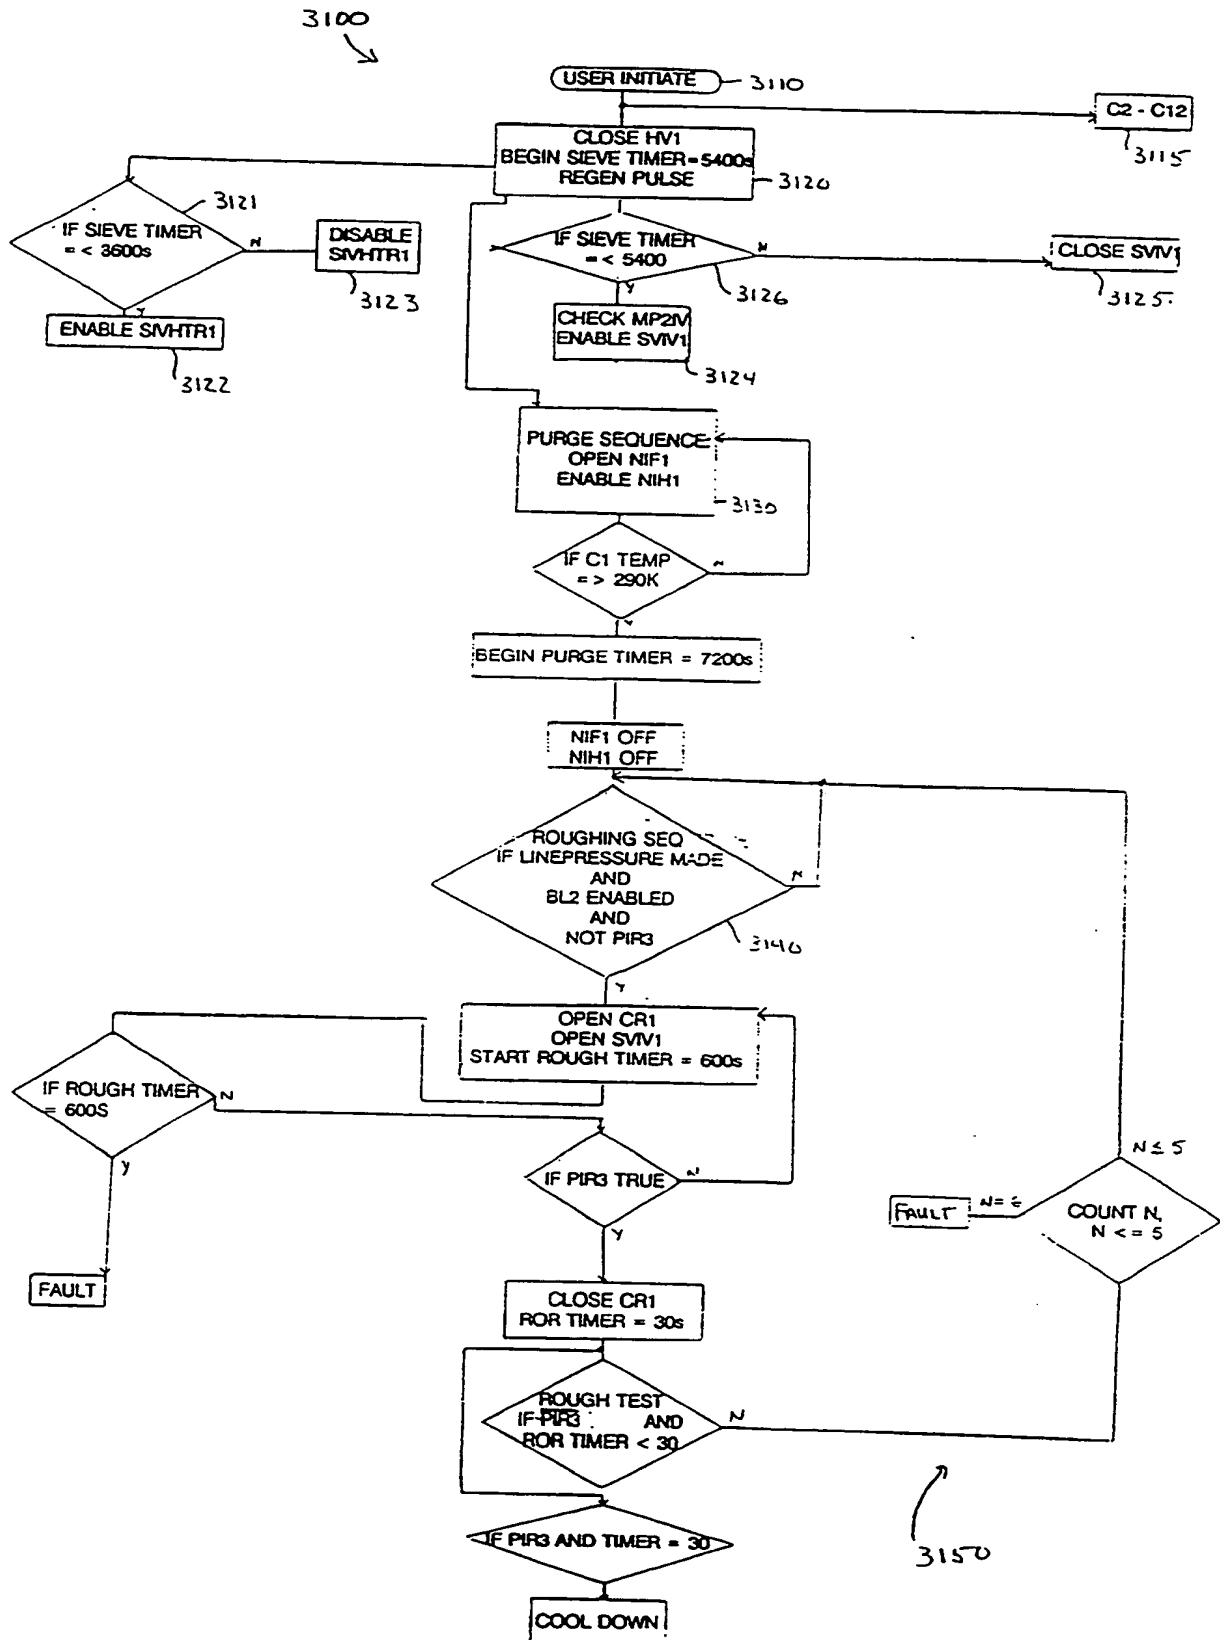 3100
USER INITIATE
3110
C2 - C12
3115
CLOSE HV1
BEGIN SIEVE TIMER=5400s
REGEN PULSE
3120
3121
IF SIEVE TIMER
= < 3600s
N
DISABLE
SIVHTR1
3123
Y
ENABLE SIVHTR1
3122
IF SIEVE TIMER
= < 5400
N
3126
CLOSE SVIV1
3125.
Y
CHECK MP2IV
ENABLE SVIV1
3124
PURGE SEQUENCE
OPEN NIF1
ENABLE NIH1
3130
IF C1 TEMP
= > 290K
N
Y
BEGIN PURGE TIMER = 7200s
NIF1 OFF
NIH1 OFF
ROUGHING SEQ
IF LINEPRESSURE MADE
AND
BL2 ENABLED
AND
NOT PIR3
N
3140
Y
OPEN CR1
OPEN SVIV1
START ROUGH TIMER = 600s
IF ROUGH TIMER
= 600S
N
Y
FAULT
IF PIR3 TRUE
N
Y
N ≤ 5
COUNT N,
N < = 5
N=
FAULT
CLOSE CR1
ROR TIMER = 30s
ROUGH TEST
IF PIR3 AND
ROR TIMER < 30
N
IF PIR3 AND TIMER = 30
3150
COOL DOWN